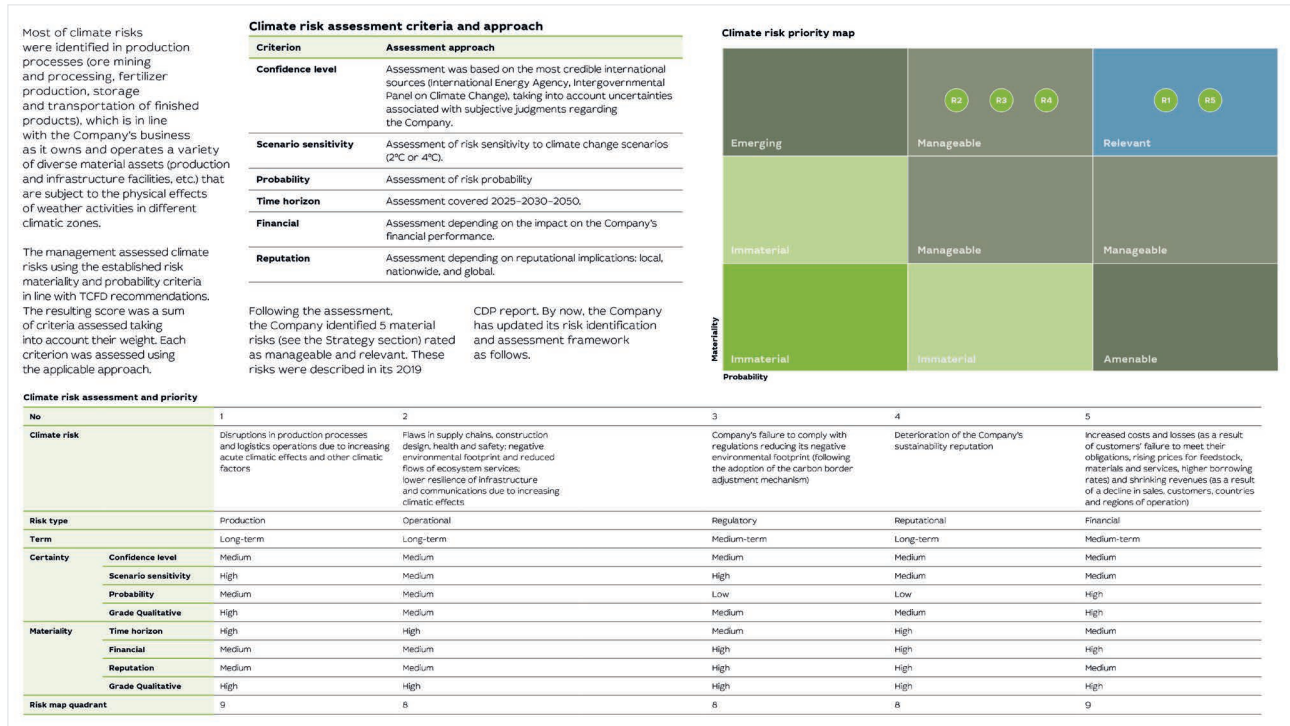 Most of climate risks
were identified in production
processes (ore mining
and processing, fertilizer
production, storage
and transportation of finished
products), which is in line
with the Company's business
as it owns and operates a variety
of diverse material assets (production
and infrastructure facilities, etc.) that
are subject to the physical effects
of weather activities in different
climatic zones.
The management assessed climate
risks using the established risk
materiality and probability criteria
in line with TCFD recommendations.
The resulting score was a sum
of criteria assessed taking
into account their weight. Each
criterion was assessed using
the applicable approach.
Climate risk assessment criteria and approach
Criterion Assessment approach
Confidence level Assessment was based on the most credible international
sources (International Energy Agency, Intergovernmental
Panel on Climate Change), taking into account uncertainties
associated with subjective judgments regarding
the Company.
Scenario sensitivity Assessment of risk sensitivity to climate change scenarios
(2°C or 4°C).
Probability Assessment of risk probability
Time horizon Assessment covered 2025–2030–2050.
Financial Assessment depending on the impact on the Company's
financial performance.
Reputation Assessment depending on reputational implications: local,
nationwide, and global.
Following the assessment,
the Company identified 5 material
risks (see the Strategy section) rated
as manageable and relevant. These
risks were described in its 2019
CDP report. By now, the Company
has updated its risk identification
and assessment framework
as follows.
Climate risk priority map
R2 R3 R4 R1 R5
Emerging Manageable Relevant
Immaterial Manageable Manageable
Immaterial Immaterial Amenable
Materiality
Probability
Climate risk assessment and priority
No 1 2 3 4 5
Climate risk
Disruptions in production processes
and logistics operations due to increasing
acute climatic effects and other climatic
factors
Flaws in supply chains, construction
design, health and safety; negative
environmental footprint and reduced
flows of ecosystem services;
lower resilience of infrastructure
and communications due to increasing
climatic effects
Company's failure to comply with
regulations reducing its negative
environmental footprint (following
the adoption of the carbon border
adjustment mechanism)
Deterioration of the Company's
sustainability reputation
Increased costs and losses (as a result
of customers' failure to meet their
obligations, rising prices for feedstock,
materials and services, higher borrowing
rates) and shrinking revenues (as a result
of a decline in sales, customers, countries
and regions of operation)
Risk type Production Operational Regulatory Reputational Financial
Term Long-term Long-term Medium-term Long-term Medium-term
Certainty Confidence level Medium Medium Medium Medium Medium
Scenario sensitivity High Medium High Medium Medium
Probability Medium Medium Low Low High
Grade Qualitative High Medium Medium Medium High
Materiality Time horizon High High Medium High Medium
Financial Medium Medium High High High
Reputation Medium Medium High High Medium
Grade Qualitative High High High High High
Risk map quadrant 9 8 8 8 9